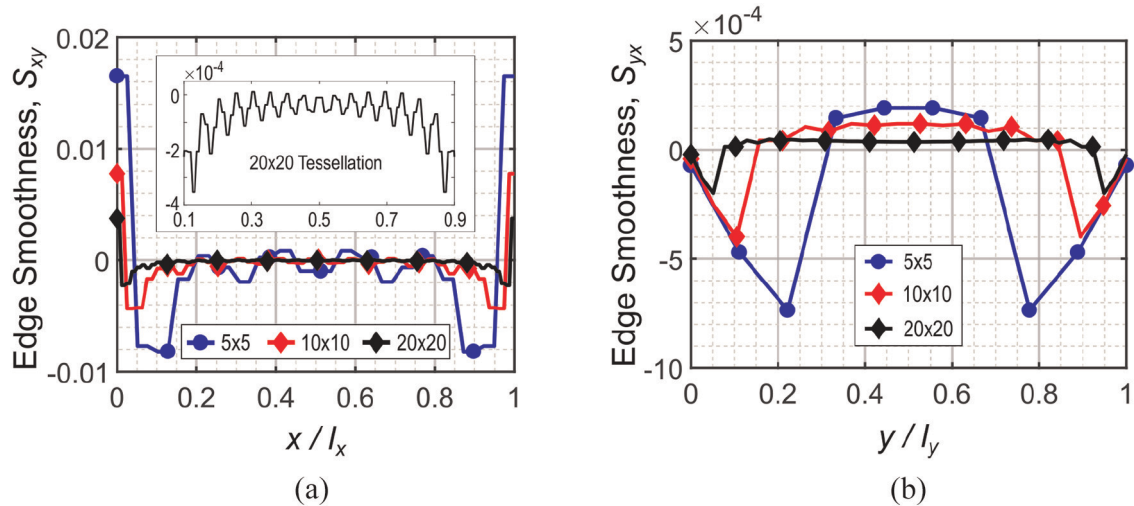 0.02
0.01
0
-0.01
Edge Smoothness, Sxy
×10-4
0
-2
-4
20x20 Tessellation
0.1 0.3 0.5 0.7 0.9
5x5 10x10 20x20
0 0.2 0.4 0.6 0.8 1
x / lx
(a)
×10-4
5
0
-5
-10
Edge Smoothness, Syx
5x5
10x10
20x20
0 0.2 0.4 0.6 0.8 1
y / ly
(b)